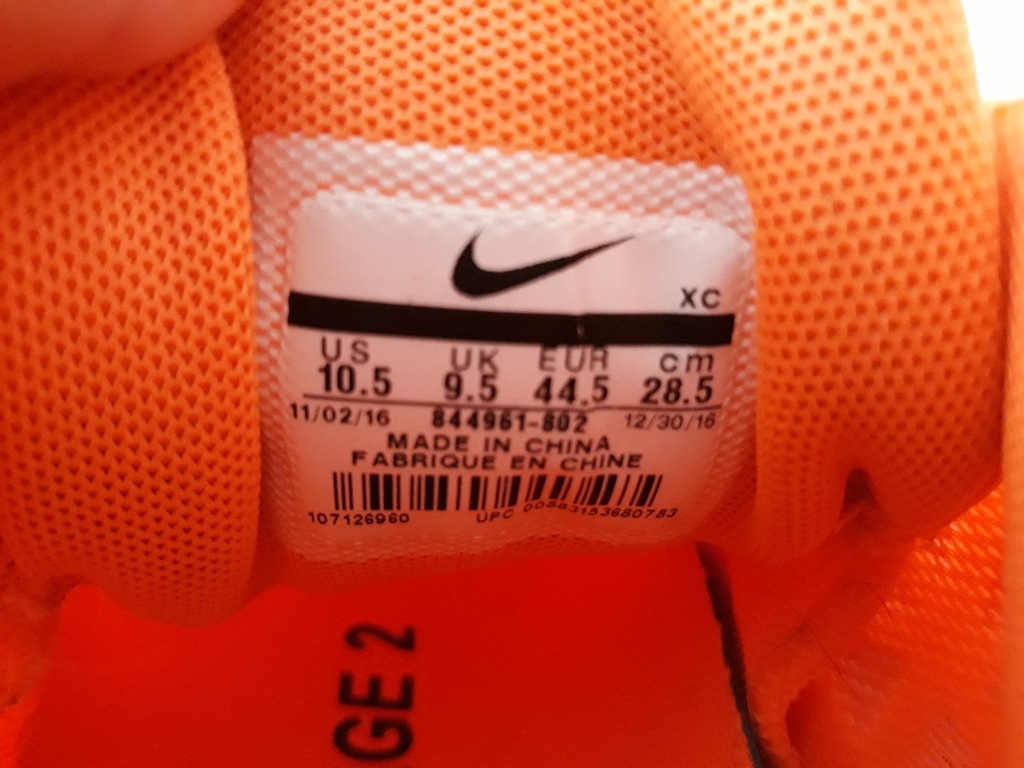 XC
US UK EUR cm
10.5 9.5 44.5 28.5
11/02/16 844961-802 12/30/16
MADE IN CHINA
FABRIQUE EN CHINE
107126960 UPC 00883153680783
GE 2